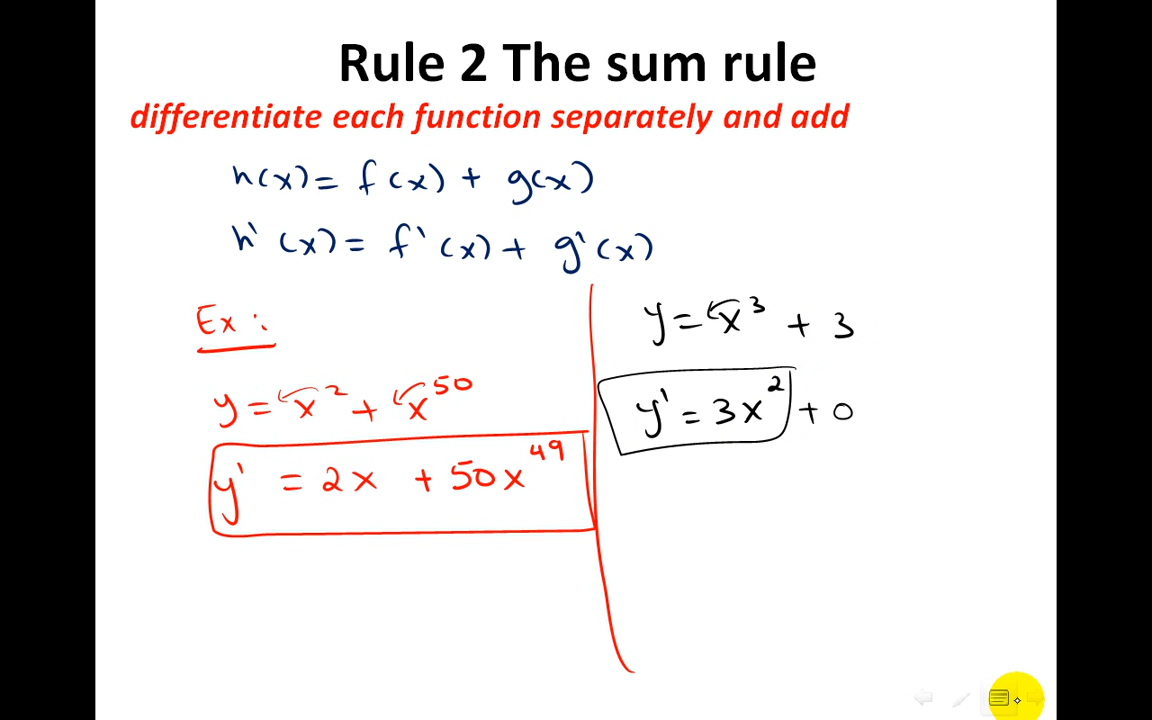 Rule 2 The sum rule
differentiate each function separately and add
h(x) = f(x) + g(x)
h'(x) = f'(x) + g'(x)
Ex:
y = x² + x⁵⁰
y' = 2x + 50x⁴⁹
y = x³ + 3
y' = 3x² + 0